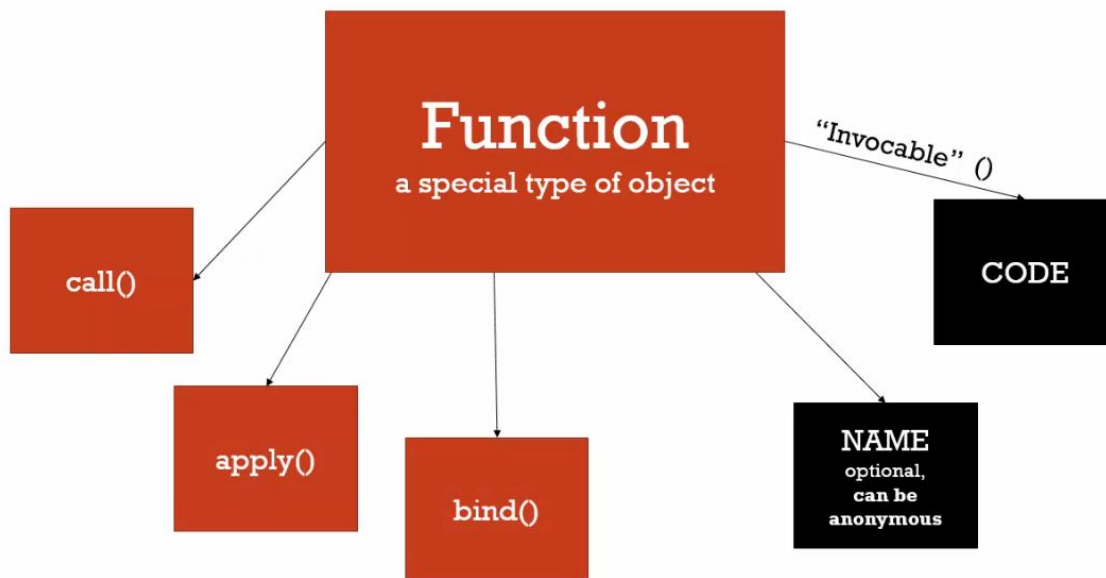 Function
a special type of object
“Invocable” ()
call()
CODE
apply()
bind()
NAME
optional,
can be
anonymous